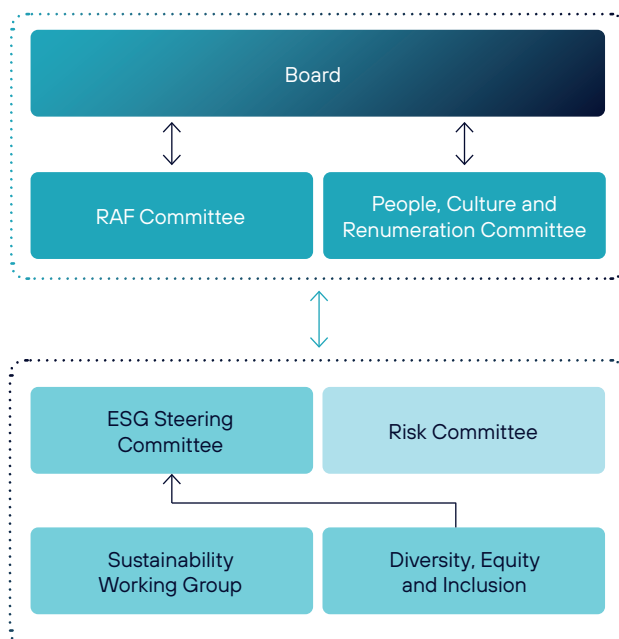 Board
RAF Committee
People, Culture and
Renumeration Committee
ESG Steering
Committee
Risk Committee
Sustainability
Working Group
Diversity, Equity
and Inclusion